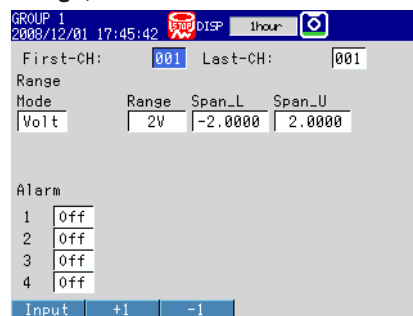 GROUP 1
2008/12/01 17:45:42 STOP DISP 1hour
First-CH: 001 Last-CH: 001
Range
Mode Range Span_L Span_U
Volt 2V -2.0000 2.0000
Alarm
1 Off
2 Off
3 Off
4 Off
Input +1 -1